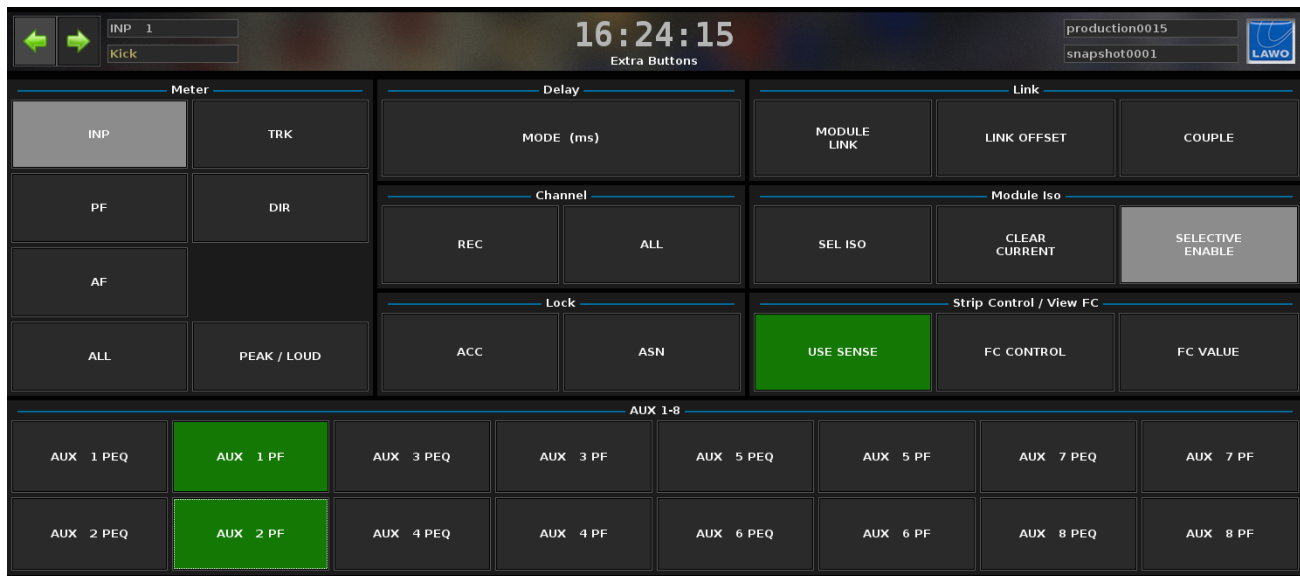 INP 1
Kick
16:24:15
Extra Buttons
production0015
snapshot0001
LAWO
Meter
INP
TRK
PF
DIR
AF
ALL
PEAK / LOUD
Delay
MODE (ms)
Channel
REC
ALL
Lock
ACC
ASN
Link
MODULE
LINK
LINK OFFSET
COUPLE
Module Iso
SEL ISO
CLEAR
CURRENT
SELECTIVE
ENABLE
Strip Control / View FC
USE SENSE
FC CONTROL
FC VALUE
AUX 1-8
AUX 1 PEQ
AUX 1 PF
AUX 3 PEQ
AUX 3 PF
AUX 5 PEQ
AUX 5 PF
AUX 7 PEQ
AUX 7 PF
AUX 2 PEQ
AUX 2 PF
AUX 4 PEQ
AUX 4 PF
AUX 6 PEQ
AUX 6 PF
AUX 8 PEQ
AUX 8 PF